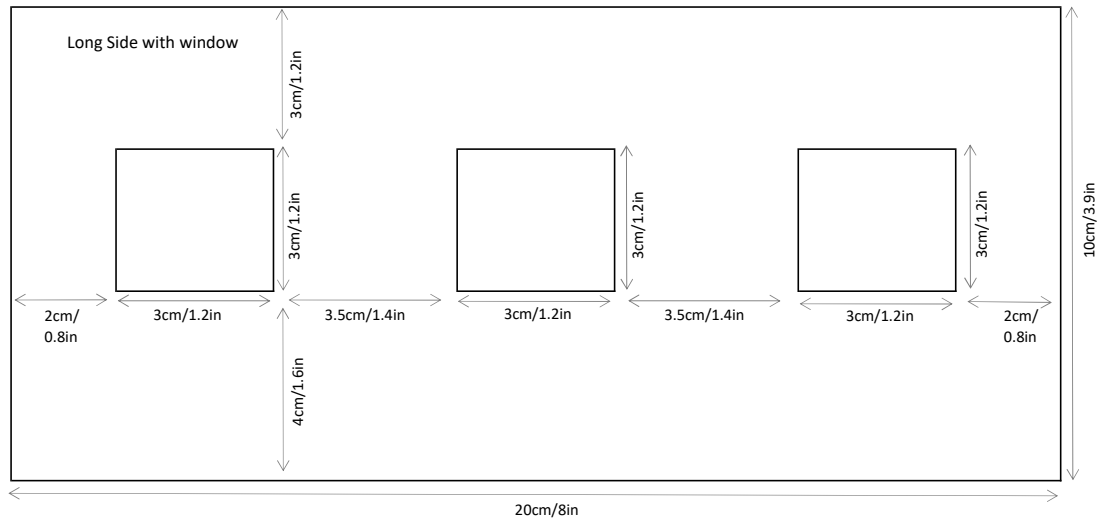 Long Side with window
3cm/1.2in
3cm/1.2in
3cm/1.2in
3cm/1.2in
10cm/3.9in
2cm/
0.8in
3cm/1.2in
3.5cm/1.4in
3cm/1.2in
3.5cm/1.4in
3cm/1.2in
2cm/
0.8in
4cm/1.6in
20cm/8in